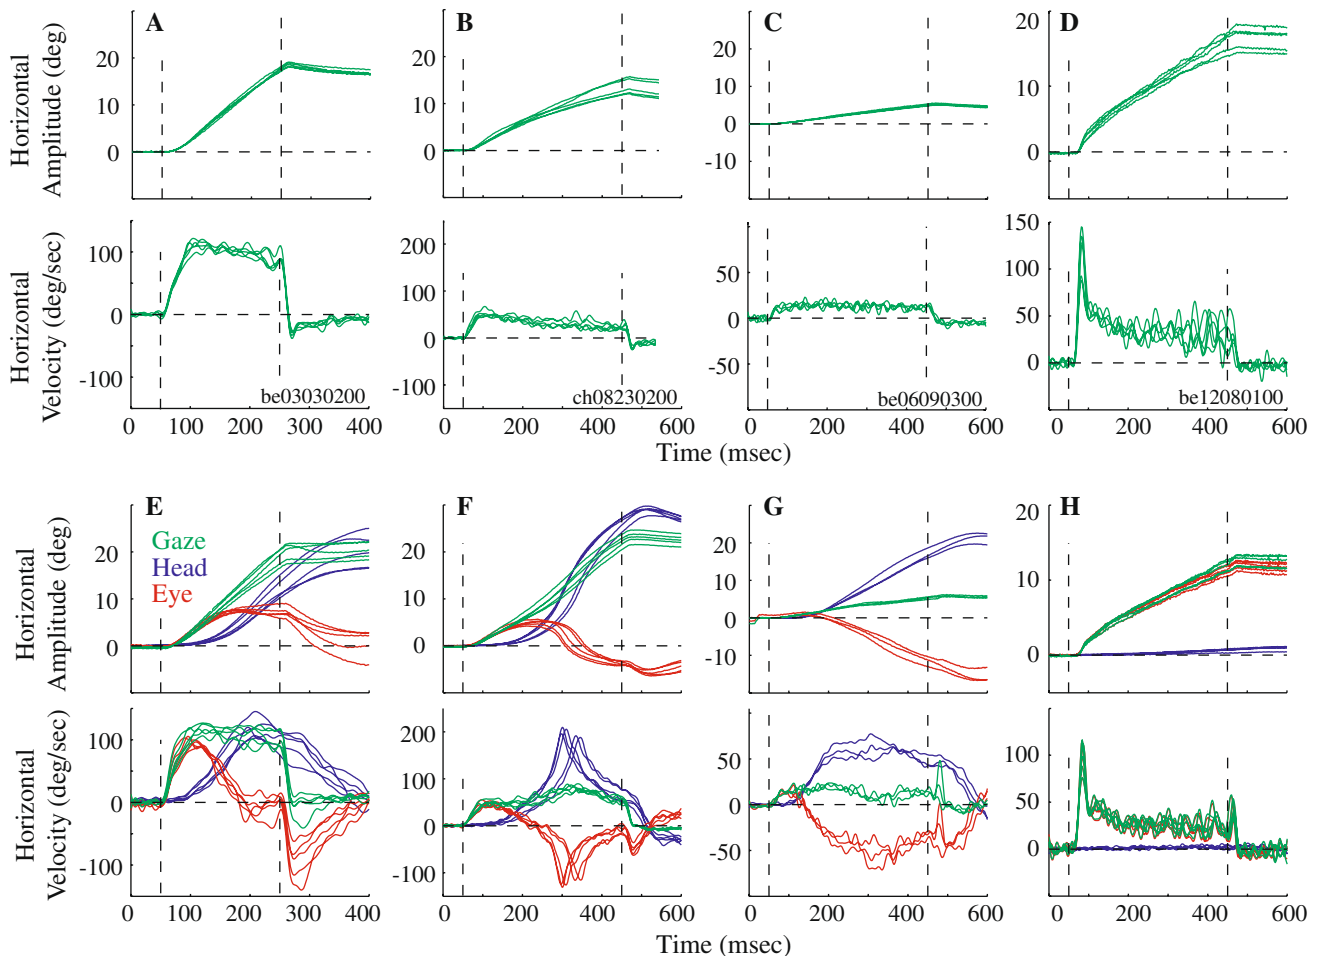 A
B
C
D
Horizontal
Amplitude (deg)
20
10
0
30
20
10
0
20
10
0
-10
20
10
0
Horizontal
Velocity (deg/sec)
100
0
-100
200
100
0
-100
50
0
-50
150
100
50
0
be03030200
ch08230200
be06090300
be12080100
0 100 200 300 400
0 200 400 600
0 200 400 600
0 200 400 600
Time (msec)
E
F
G
H
Gaze
Head
Eye
Horizontal
Amplitude (deg)
20
10
0
30
20
10
0
20
10
0
-10
20
10
0
Horizontal
Velocity (deg/sec)
100
0
-100
200
100
0
-100
50
0
-50
100
50
0
0 100 200 300 400
0 200 400 600
0 200 400 600
0 200 400 600
Time (msec)